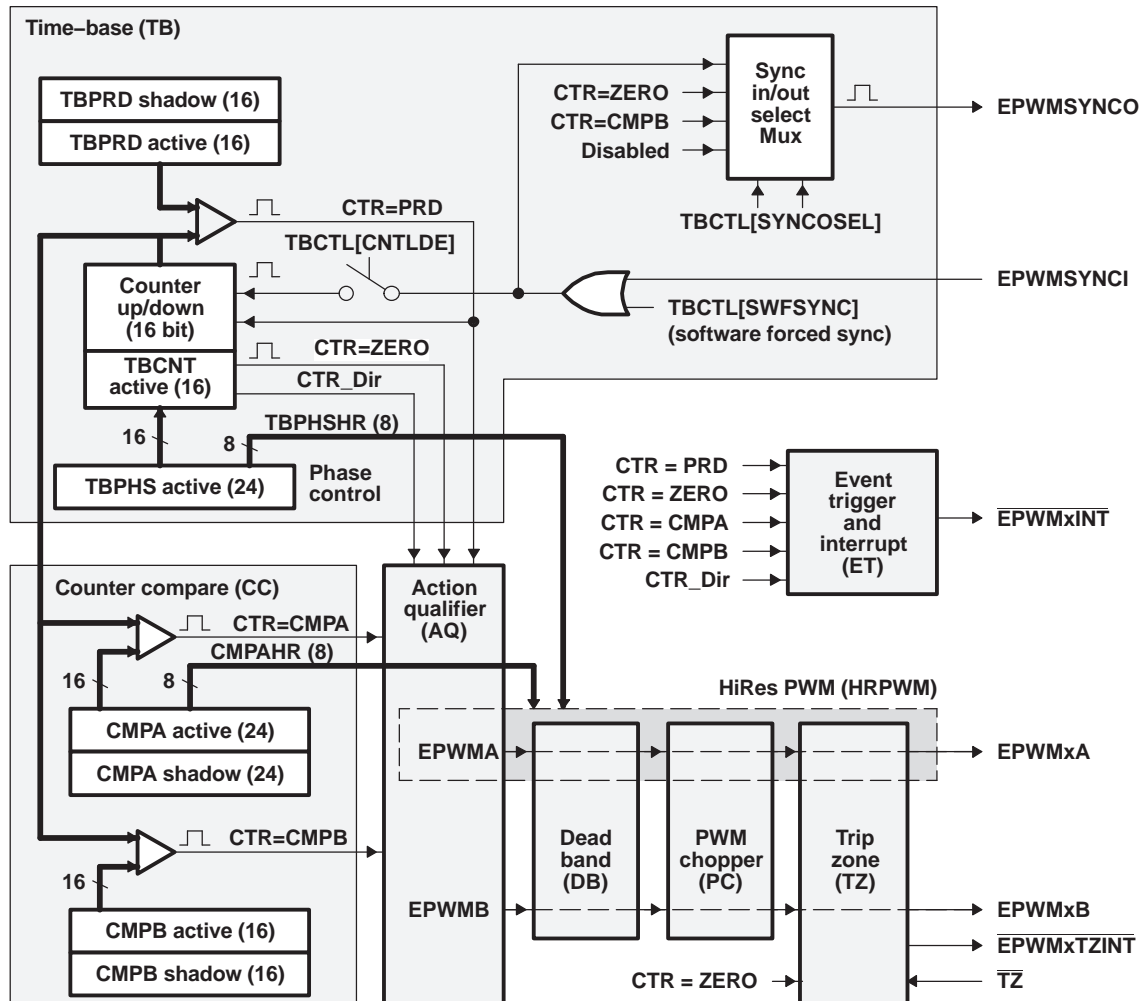 Time–base (TB)
TBPRD shadow (16)
TBPRD active (16)
CTR=ZERO
CTR=CMPB
Disabled
Sync
in/out
select
Mux
EPWMSYNCO
TBCTL[SYNCOSEL]
CTR=PRD
TBCTL[CNTLDE]
Counter
up/down
(16 bit)
TBCNT
active (16)
EPWMSYNCI
TBCTL[SWFSYNC]
(software forced sync)
CTR=ZERO
CTR_Dir
16
8
TBPHSHR (8)
TBPHS active (24)
Phase
control
CTR = PRD
CTR = ZERO
CTR = CMPA
CTR = CMPB
CTR_Dir
Event
trigger
and
interrupt
(ET)
EPWMxINT
Counter compare (CC)
CTR=CMPA
CMPAHR (8)
16
8
CMPA active (24)
CMPA shadow (24)
CTR=CMPB
16
CMPB active (16)
CMPB shadow (16)
Action
qualifier
(AQ)
HiRes PWM (HRPWM)
EPWMA
EPWMxA
Dead
band
(DB)
PWM
chopper
(PC)
Trip
zone
(TZ)
EPWMB
EPWMxB
EPWMxTZINT
CTR = ZERO
TZ